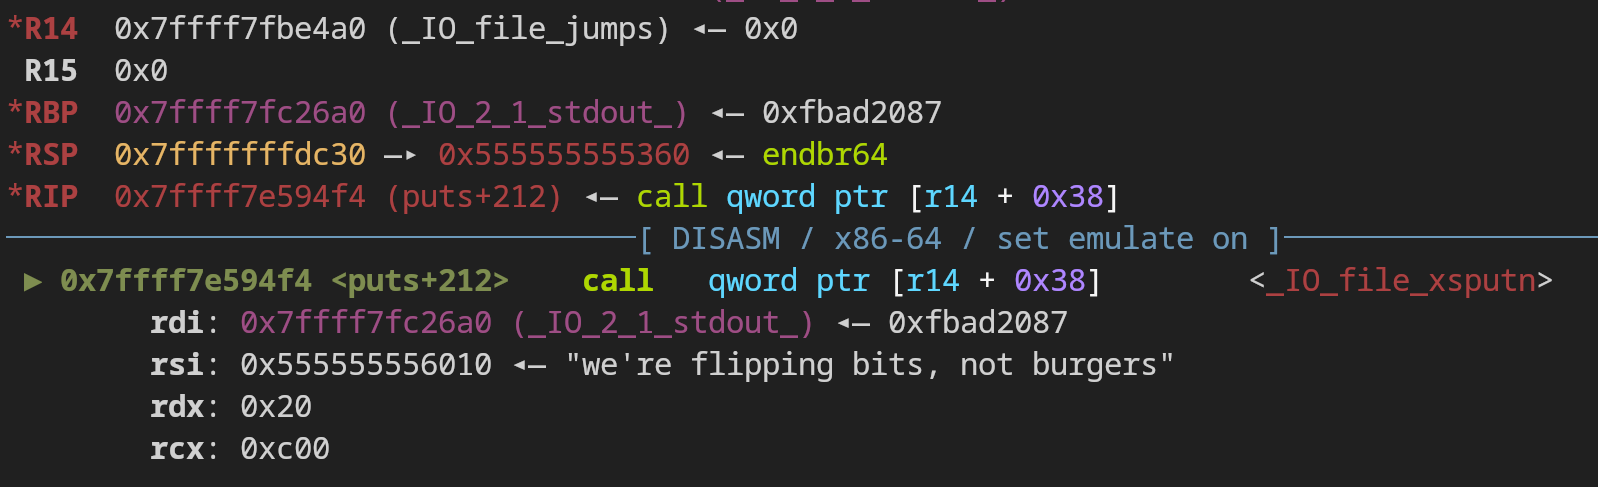 *R14  0x7ffff7fbe4a0 (_IO_file_jumps) ◂— 0x0
 R15  0x0
*RBP  0x7ffff7fc26a0 (_IO_2_1_stdout_) ◂— 0xfbad2087
*RSP  0x7fffffffdc30 —▸ 0x555555555360 ◂— endbr64
*RIP  0x7ffff7e594f4 (puts+212) ◂— call qword ptr [r14 + 0x38]
[ DISASM / x86-64 / set emulate on ]
 ► 0x7ffff7e594f4 <puts+212>    call   qword ptr [r14 + 0x38]        <_IO_file_xsputn>
        rdi: 0x7ffff7fc26a0 (_IO_2_1_stdout_) ◂— 0xfbad2087
        rsi: 0x555555556010 ◂— "we're flipping bits, not burgers"
        rdx: 0x20
        rcx: 0xc00